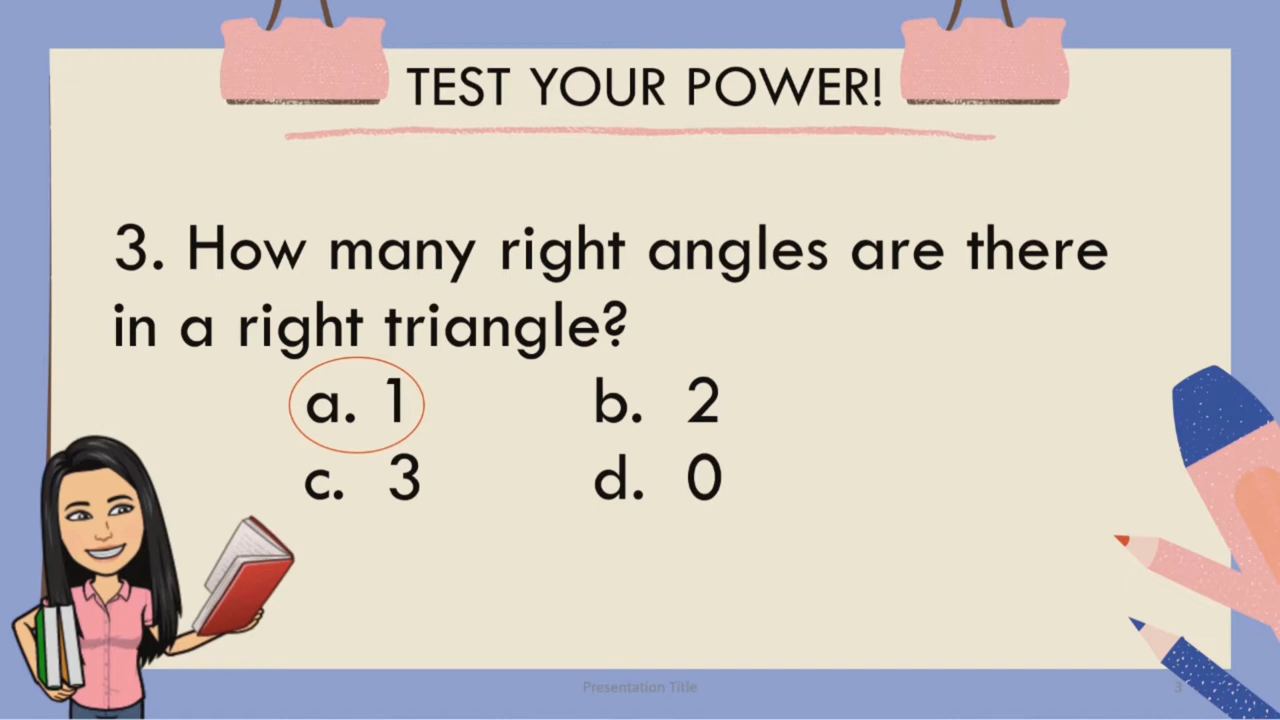 TEST YOUR POWER!
3. How many right angles are there
in a right triangle?
a. 1 b. 2
c. 3 d. 0
Presentation Title 3